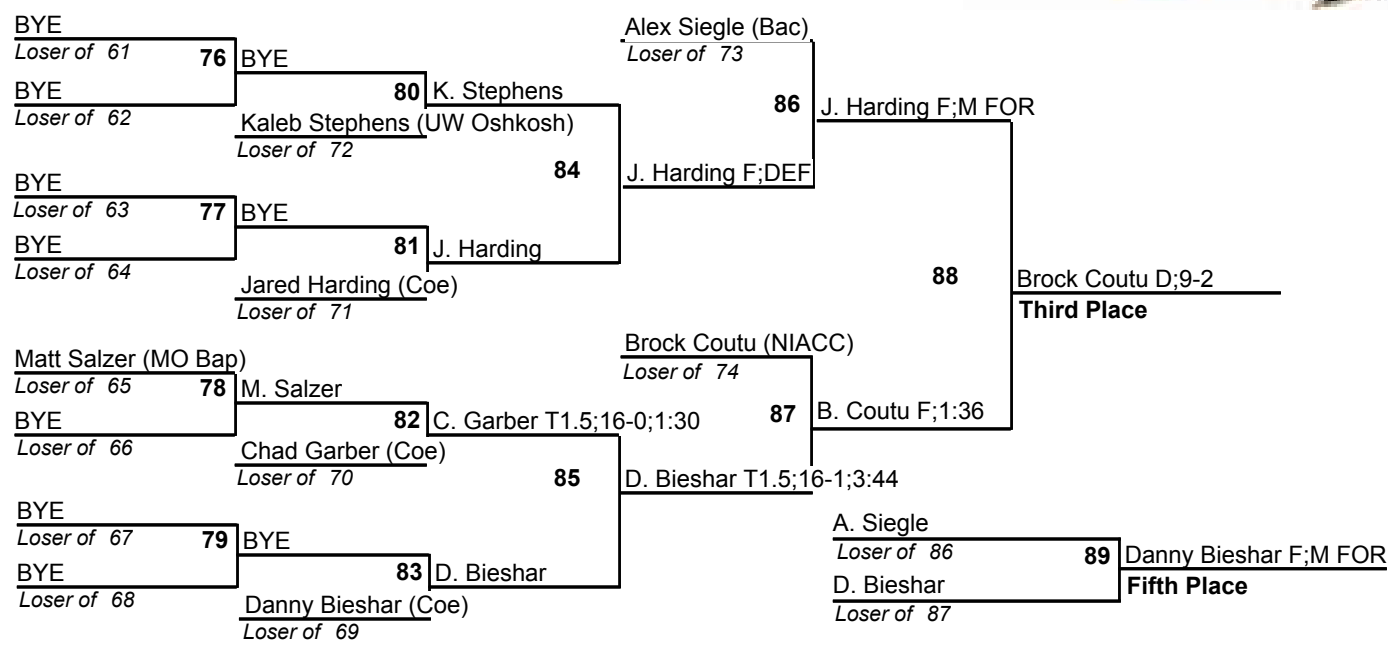 BYE
Loser of 61
76
BYE
BYE
Loser of 62
80
K. Stephens
Kaleb Stephens (UW Oshkosh)
Loser of 72
84
BYE
Loser of 63
77
BYE
BYE
Loser of 64
81
J. Harding
Jared Harding (Coe)
Loser of 71
Alex Siegle (Bac)
Loser of 73
86
J. Harding F;M FOR
J. Harding F;DEF
88
Brock Coutu D;9-2
Third Place
Matt Salzer (MO Bap)
Loser of 65
78
M. Salzer
BYE
Loser of 66
82
C. Garber T1.5;16-0;1:30
Chad Garber (Coe)
Loser of 70
85
BYE
Loser of 67
79
BYE
BYE
Loser of 68
83
D. Bieshar
Danny Bieshar (Coe)
Loser of 69
Brock Coutu (NIACC)
Loser of 74
87
B. Coutu F;1:36
D. Bieshar T1.5;16-1;3:44
A. Siegle
Loser of 86
89
Danny Bieshar F;M FOR
D. Bieshar
Fifth Place
Loser of 87